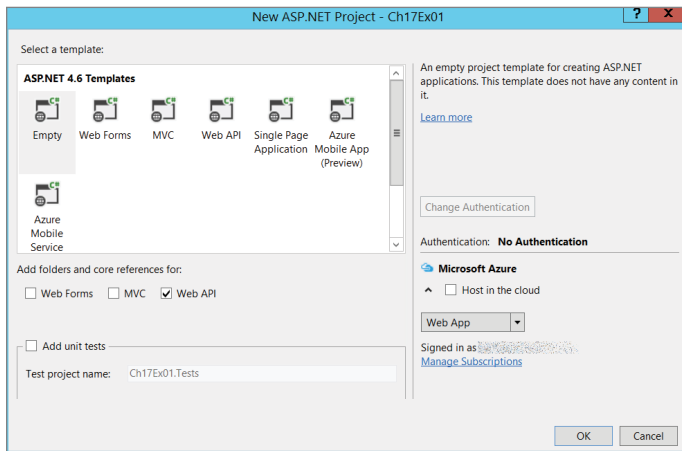 New ASP.NET Project - Ch17Ex01
? x
Select a template:
ASP.NET 4.6 Templates
C#
C#
C#
C#
C#
C#
Empty
Web Forms
MVC
Web API
Single Page
Application
Azure
Mobile App
(Preview)
C#
Azure
Mobile
Service
An empty project template for creating ASP.NET
applications. This template does not have any content in
it.
Learn more
Change Authentication
Authentication: No Authentication
Microsoft Azure
Host in the cloud
Web App
Signed in as
Manage Subscriptions
Add folders and core references for:
Web Forms MVC Web API
Add unit tests
Test project name: Ch17Ex01.Tests
OK Cancel